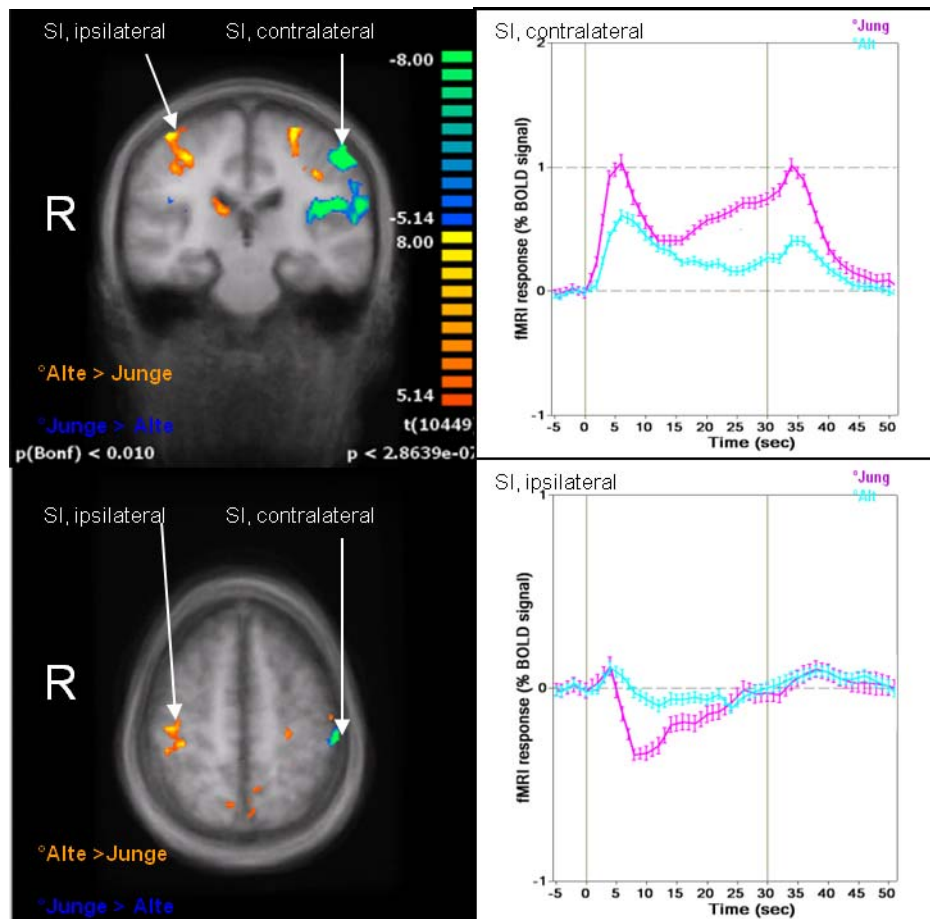 SI, ipsilateral
SI, contralateral
-8.00
-5.14
8.00
5.14
R
°Alte > Junge
°Junge > Alte
t(10449)
p(Bonf) < 0.010
p < 2.8639e-07
SI, contralateral
°Jung
°Alt
2
1
0
-1
fMRI response (% BOLD signal)
-5 0 5 10 15 20 25 30 35 40 45 50
Time (sec)
SI, ipsilateral
SI, contralateral
R
°Alte >Junge
°Junge > Alte
SI, ipsilateral
°Jung
°Alt
1
0
-1
fMRI response (% BOLD signal)
-5 0 5 10 15 20 25 30 35 40 45 50
Time (sec)